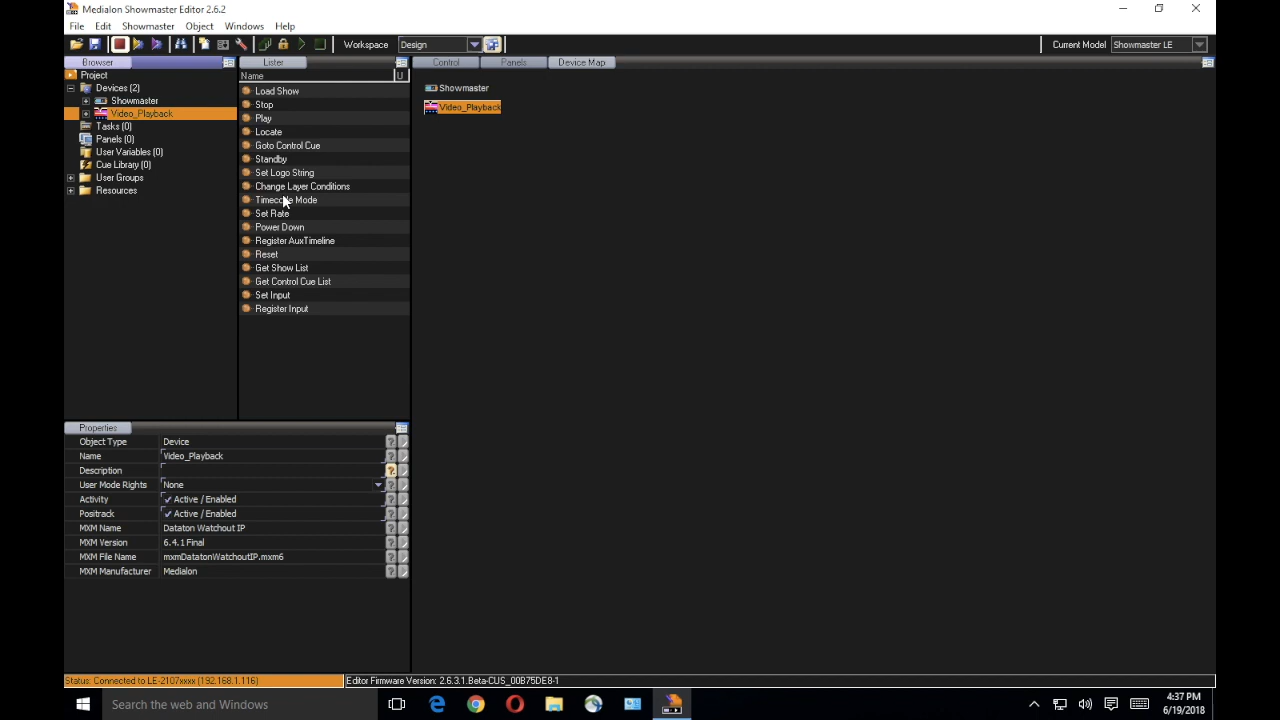 Medialon Showmaster Editor 2.6.2
File Edit Showmaster Object Windows Help
Workspace Design Current Model Showmaster LE
Browser Lister Control Panels Device Map
Project
Devices (2)
Showmaster
Video_Playback
Tasks (0)
Panels (0)
User Variables (0)
Cue Library (0)
User Groups
Resources
Name U
Load Show
Stop
Play
Locate
Goto Control Cue
Standby
Set Logo String
Change Layer Conditions
Timecode Mode
Set Rate
Power Down
Register AuxTimeline
Reset
Get Show List
Get Control Cue List
Set Input
Register Input
Showmaster
Video_Playback
Properties
Object Type Device
Name Video_Playback
Description
User Mode Rights None
Activity Active / Enabled
Positrack Active / Enabled
MXM Name Dataton Watchout IP
MXM Version 6.4.1 Final
MXM File Name mxmDatatonWatchoutIP.mxm6
MXM Manufacturer Medialon
Status: Connected to LE-2107xxxx (192.168.1.116) Editor Firmware Version: 2.6.3.1.Beta-CUS_00B75DE8-1
Search the web and Windows
4:37 PM
6/19/2018